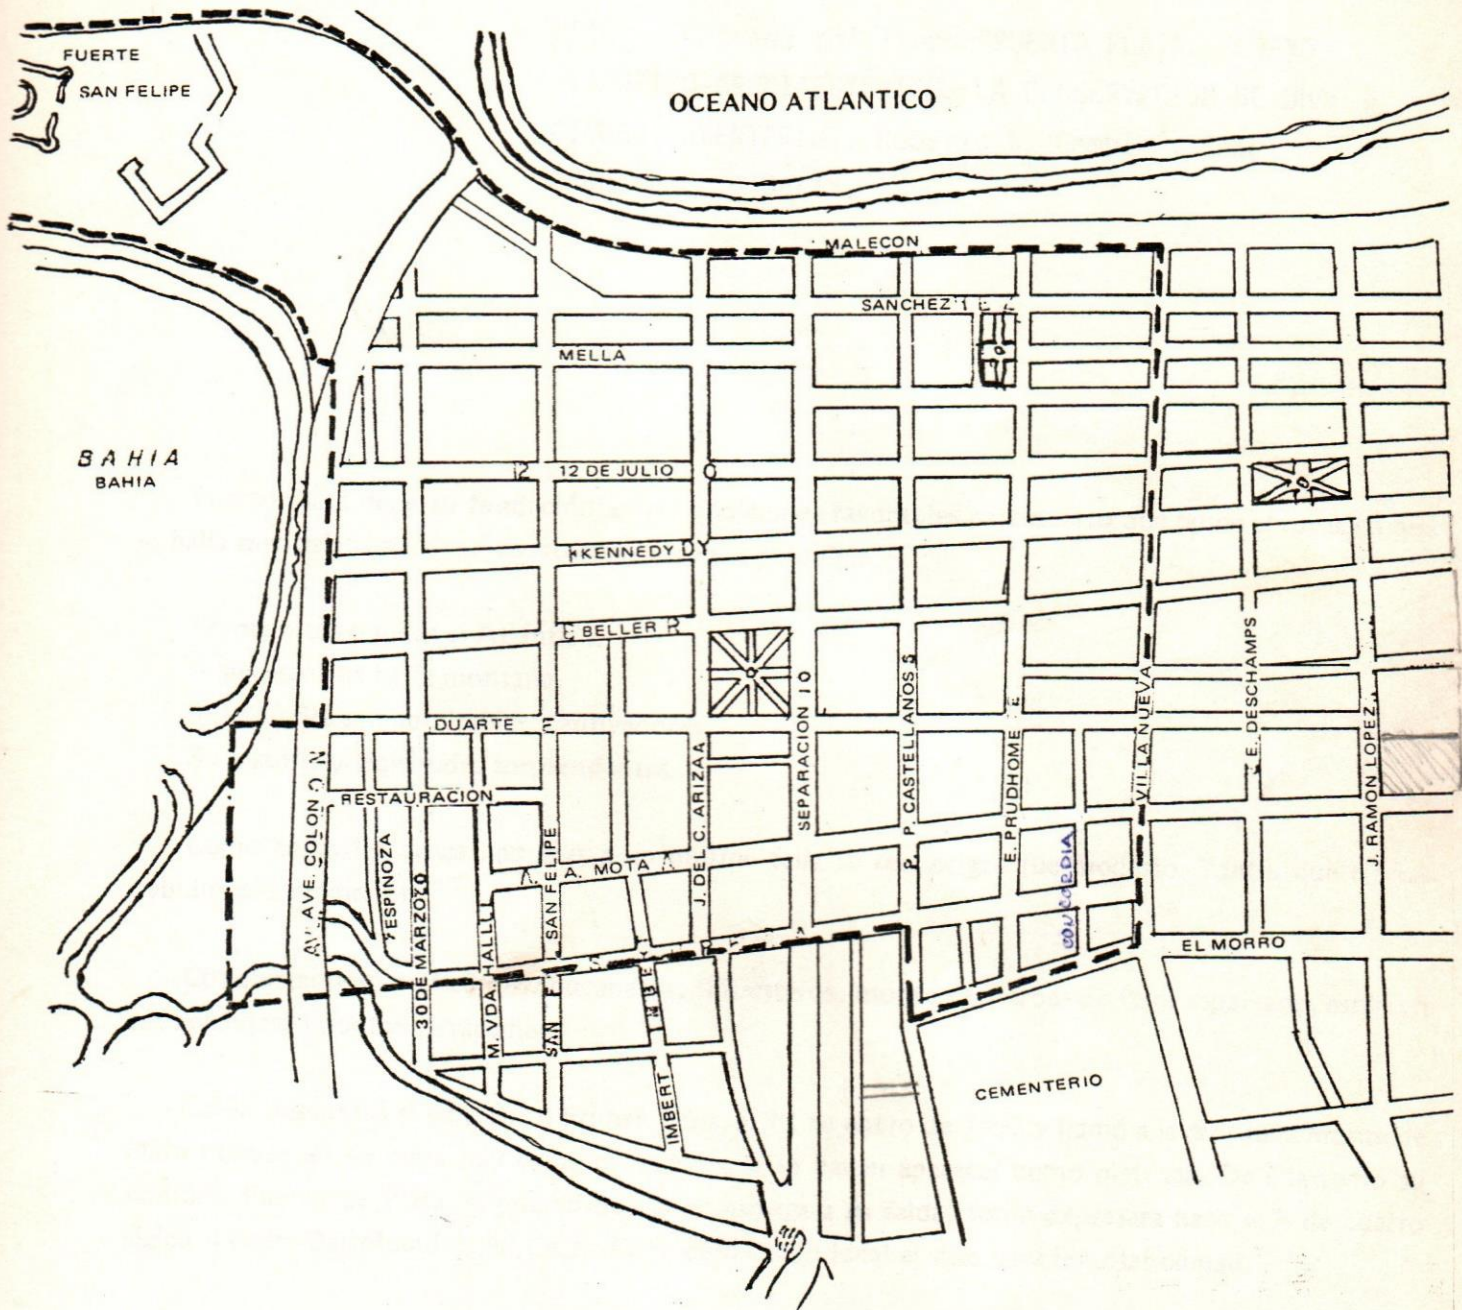 FUERTE
SAN FELIPE
OCEANO ATLANTICO
MALECON
SANCHEZ
MELLA
BAHIA
BAHIA
12 DE JULIO
KENNEDY
BELLER
DUARTE
RESTAURACION
AVE. COLON
ESPINOZA
30 DE MARZO
M. VDA. HALL
SAN FELIPE
A. MOTA
J. DEL C. ARIZA
SEPARACION
P. CASTELLANOS
E. PRUDHOME
CONCORDIA
VILLANUEVA
E. DESCHAMPS
J. RAMON LOPEZ
EL MORRO
IMBERT
CEMENTERIO